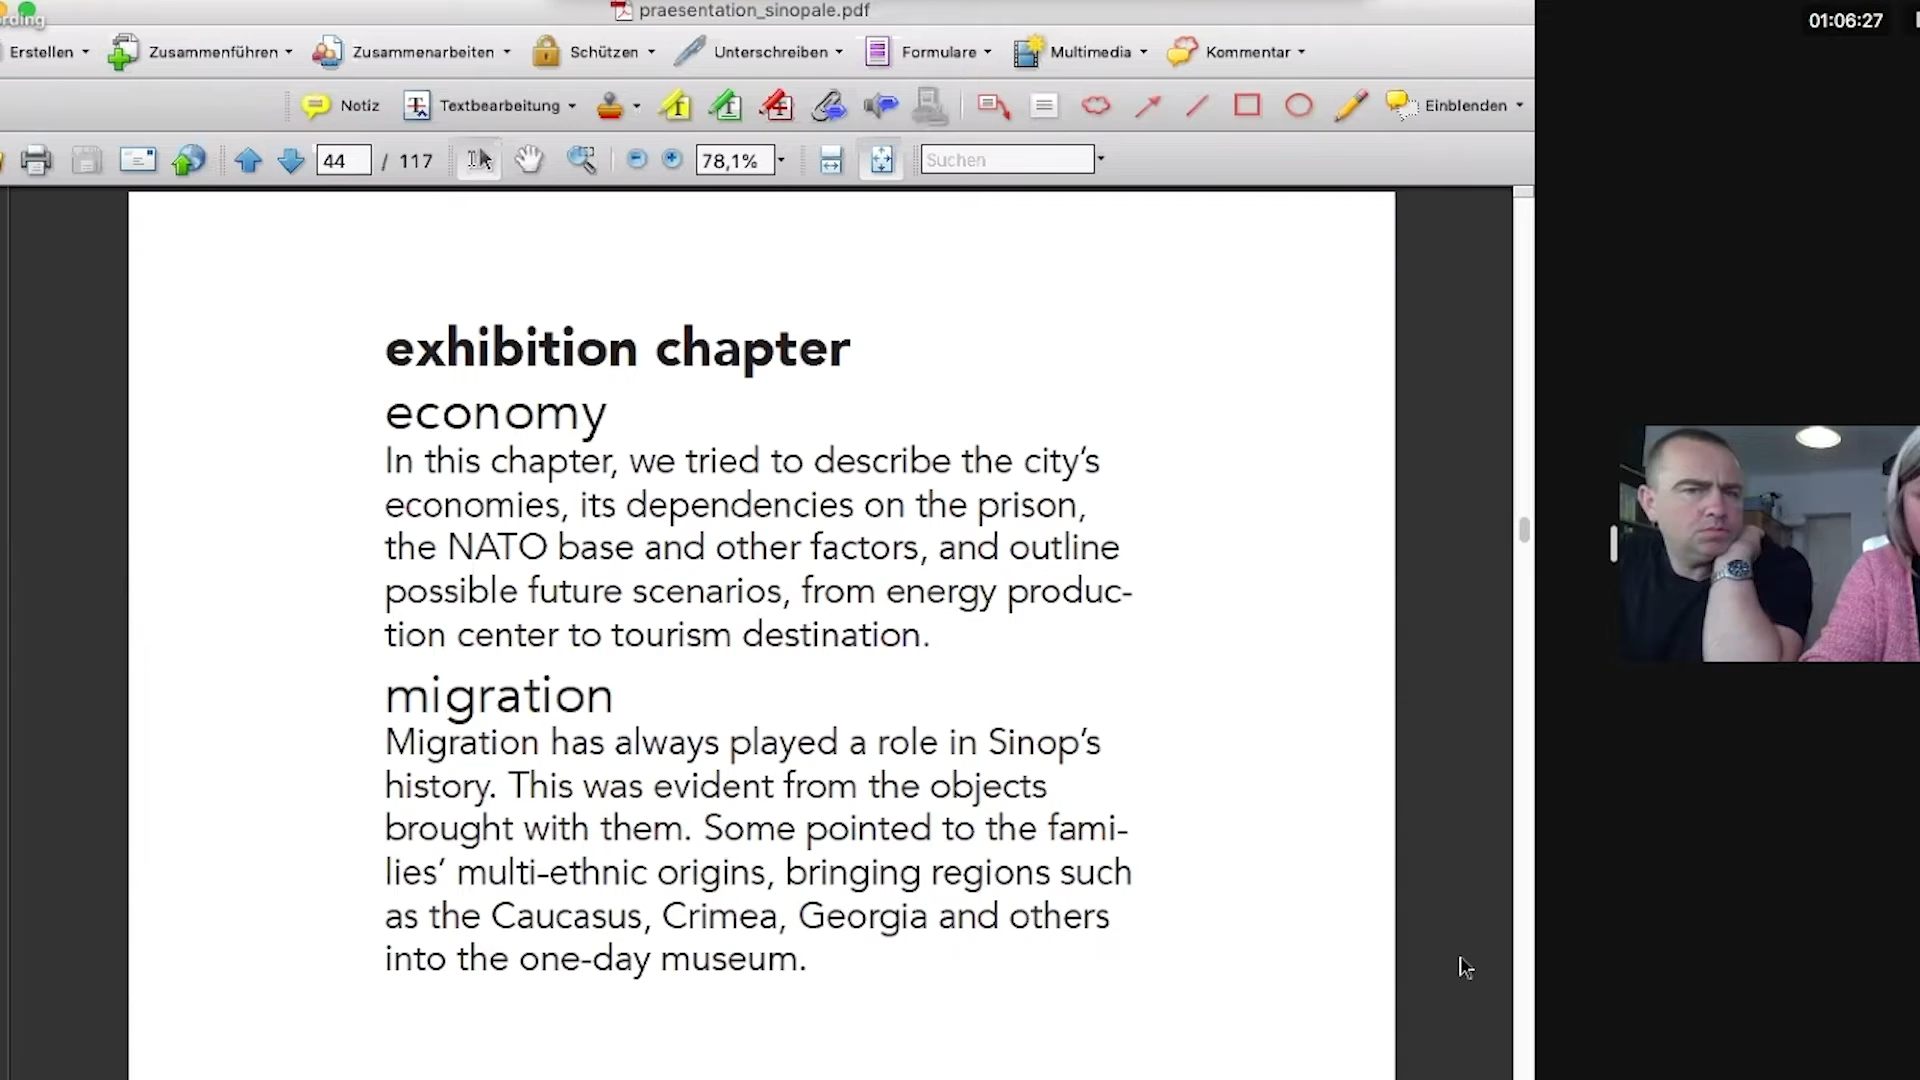 praesentation_sinopale.pdf
01:06:27
Erstellen Zusammenführen Zusammenarbeiten Schützen Unterschreiben Formulare Multimedia Kommentar
Notiz Textbearbeitung Einblenden
44 / 117 78,1% Suchen
exhibition chapter
economy
In this chapter, we tried to describe the city’s
economies, its dependencies on the prison,
the NATO base and other factors, and outline
possible future scenarios, from energy produc-
tion center to tourism destination.
migration
Migration has always played a role in Sinop’s
history. This was evident from the objects
brought with them. Some pointed to the fami-
lies’ multi-ethnic origins, bringing regions such
as the Caucasus, Crimea, Georgia and others
into the one-day museum.